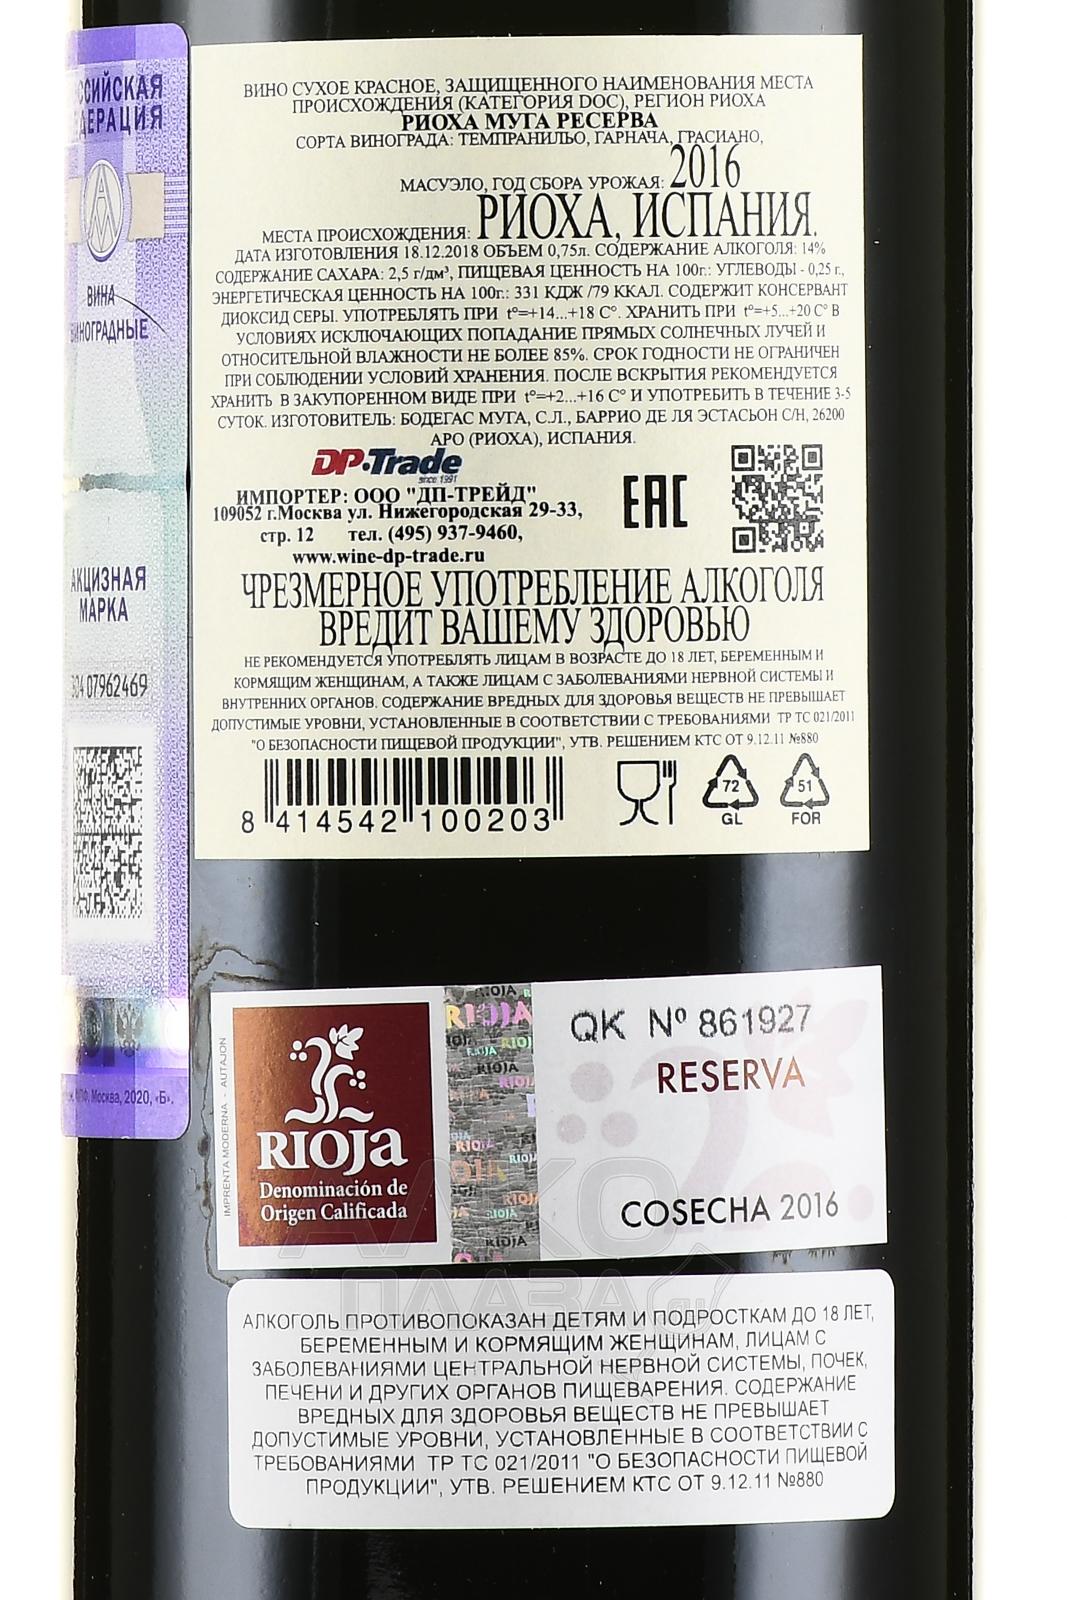 ССИЙСКАЯ
ДЕРАЦИЯ
ВИНА
ВИНОГРАДНЫЕ
АКЦИЗНАЯ
МАРКА
304 07962469
Москва, 2020, «Б».
ВИНО СУХОЕ КРАСНОЕ, ЗАЩИЩЕННОГО НАИМЕНОВАНИЯ МЕСТА
ПРОИСХОЖДЕНИЯ (КАТЕГОРИЯ DOC), РЕГИОН РИОХА
РИОХА МУГА РЕСЕРВА
СОРТА ВИНОГРАДА: ТЕМПРАНИЛЬО, ГАРНАЧА, ГРАСИАНО,
МАСУЭЛО, ГОД СБОРА УРОЖАЯ: 2016
МЕСТА ПРОИСХОЖДЕНИЯ: РИОХА, ИСПАНИЯ.
ДАТА ИЗГОТОВЛЕНИЯ 18.12.2018 ОБЪЕМ 0,75л. СОДЕРЖАНИЕ АЛКОГОЛЯ: 14%
СОДЕРЖАНИЕ САХАРА: 2,5 г/дм³, ПИЩЕВАЯ ЦЕННОСТЬ НА 100г.: УГЛЕВОДЫ - 0,25 г.,
ЭНЕРГЕТИЧЕСКАЯ ЦЕННОСТЬ НА 100г.: 331 КДЖ /79 ККАЛ. СОДЕРЖИТ КОНСЕРВАНТ
ДИОКСИД СЕРЫ. УПОТРЕБЛЯТЬ ПРИ t°=+14...+18 С°. ХРАНИТЬ ПРИ t°=+5...+20 С° В
УСЛОВИЯХ ИСКЛЮЧАЮЩИХ ПОПАДАНИЕ ПРЯМЫХ СОЛНЕЧНЫХ ЛУЧЕЙ И
ОТНОСИТЕЛЬНОЙ ВЛАЖНОСТИ НЕ БОЛЕЕ 85%. СРОК ГОДНОСТИ НЕ ОГРАНИЧЕН
ПРИ СОБЛЮДЕНИИ УСЛОВИЙ ХРАНЕНИЯ. ПОСЛЕ ВСКРЫТИЯ РЕКОМЕНДУЕТСЯ
ХРАНИТЬ В ЗАКУПОРЕННОМ ВИДЕ ПРИ t°=+2...+16 С° И УПОТРЕБИТЬ В ТЕЧЕНИЕ 3-5
СУТОК. ИЗГОТОВИТЕЛЬ: БОДЕГАС МУГА, С.Л., БАРРИО ДЕ ЛЯ ЭСТАСЬОН С/Н, 26200
АРО (РИОХА), ИСПАНИЯ.
DP-Trade
since 1991
ИМПОРТЕР: ООО "ДП-ТРЕЙД"
109052 г.Москва ул. Нижегородская 29-33,
стр. 12 тел. (495) 937-9460,
www.wine-dp-trade.ru
EAC
ЧРЕЗМЕРНОЕ УПОТРЕБЛЕНИЕ АЛКОГОЛЯ
ВРЕДИТ ВАШЕМУ ЗДОРОВЬЮ
НЕ РЕКОМЕНДУЕТСЯ УПОТРЕБЛЯТЬ ЛИЦАМ В ВОЗРАСТЕ ДО 18 ЛЕТ, БЕРЕМЕННЫМ И
КОРМЯЩИМ ЖЕНЩИНАМ, А ТАКЖЕ ЛИЦАМ С ЗАБОЛЕВАНИЯМИ НЕРВНОЙ СИСТЕМЫ И
ВНУТРЕННИХ ОРГАНОВ. СОДЕРЖАНИЕ ВРЕДНЫХ ДЛЯ ЗДОРОВЬЯ ВЕЩЕСТВ НЕ ПРЕВЫШАЕТ
ДОПУСТИМЫЕ УРОВНИ, УСТАНОВЛЕННЫЕ В СООТВЕТСТВИИ С ТРЕБОВАНИЯМИ ТР ТС 021/2011
"О БЕЗОПАСНОСТИ ПИЩЕВОЙ ПРОДУКЦИИ", УТВ. РЕШЕНИЕМ КТС ОТ 9.12.11 №880
8 414542 100203
72
GL
51
FOR
IMPRENTA MODERNA - AUTAJON
RIOJA
Denominación de
Origen Calificada
RIOJA
QK Nº 861927
RESERVA
COSECHA 2016
АЛКО
ПЛАЗА
ru
АЛКОГОЛЬ ПРОТИВОПОКАЗАН ДЕТЯМ И ПОДРОСТКАМ ДО 18 ЛЕТ,
БЕРЕМЕННЫМ И КОРМЯЩИМ ЖЕНЩИНАМ, ЛИЦАМ С
ЗАБОЛЕВАНИЯМИ ЦЕНТРАЛЬНОЙ НЕРВНОЙ СИСТЕМЫ, ПОЧЕК,
ПЕЧЕНИ И ДРУГИХ ОРГАНОВ ПИЩЕВАРЕНИЯ. СОДЕРЖАНИЕ
ВРЕДНЫХ ДЛЯ ЗДОРОВЬЯ ВЕЩЕСТВ НЕ ПРЕВЫШАЕТ
ДОПУСТИМЫЕ УРОВНИ, УСТАНОВЛЕННЫЕ В СООТВЕТСТВИИ С
ТРЕБОВАНИЯМИ ТР ТС 021/2011 "О БЕЗОПАСНОСТИ ПИЩЕВОЙ
ПРОДУКЦИИ", УТВ. РЕШЕНИЕМ КТС ОТ 9.12.11 №880